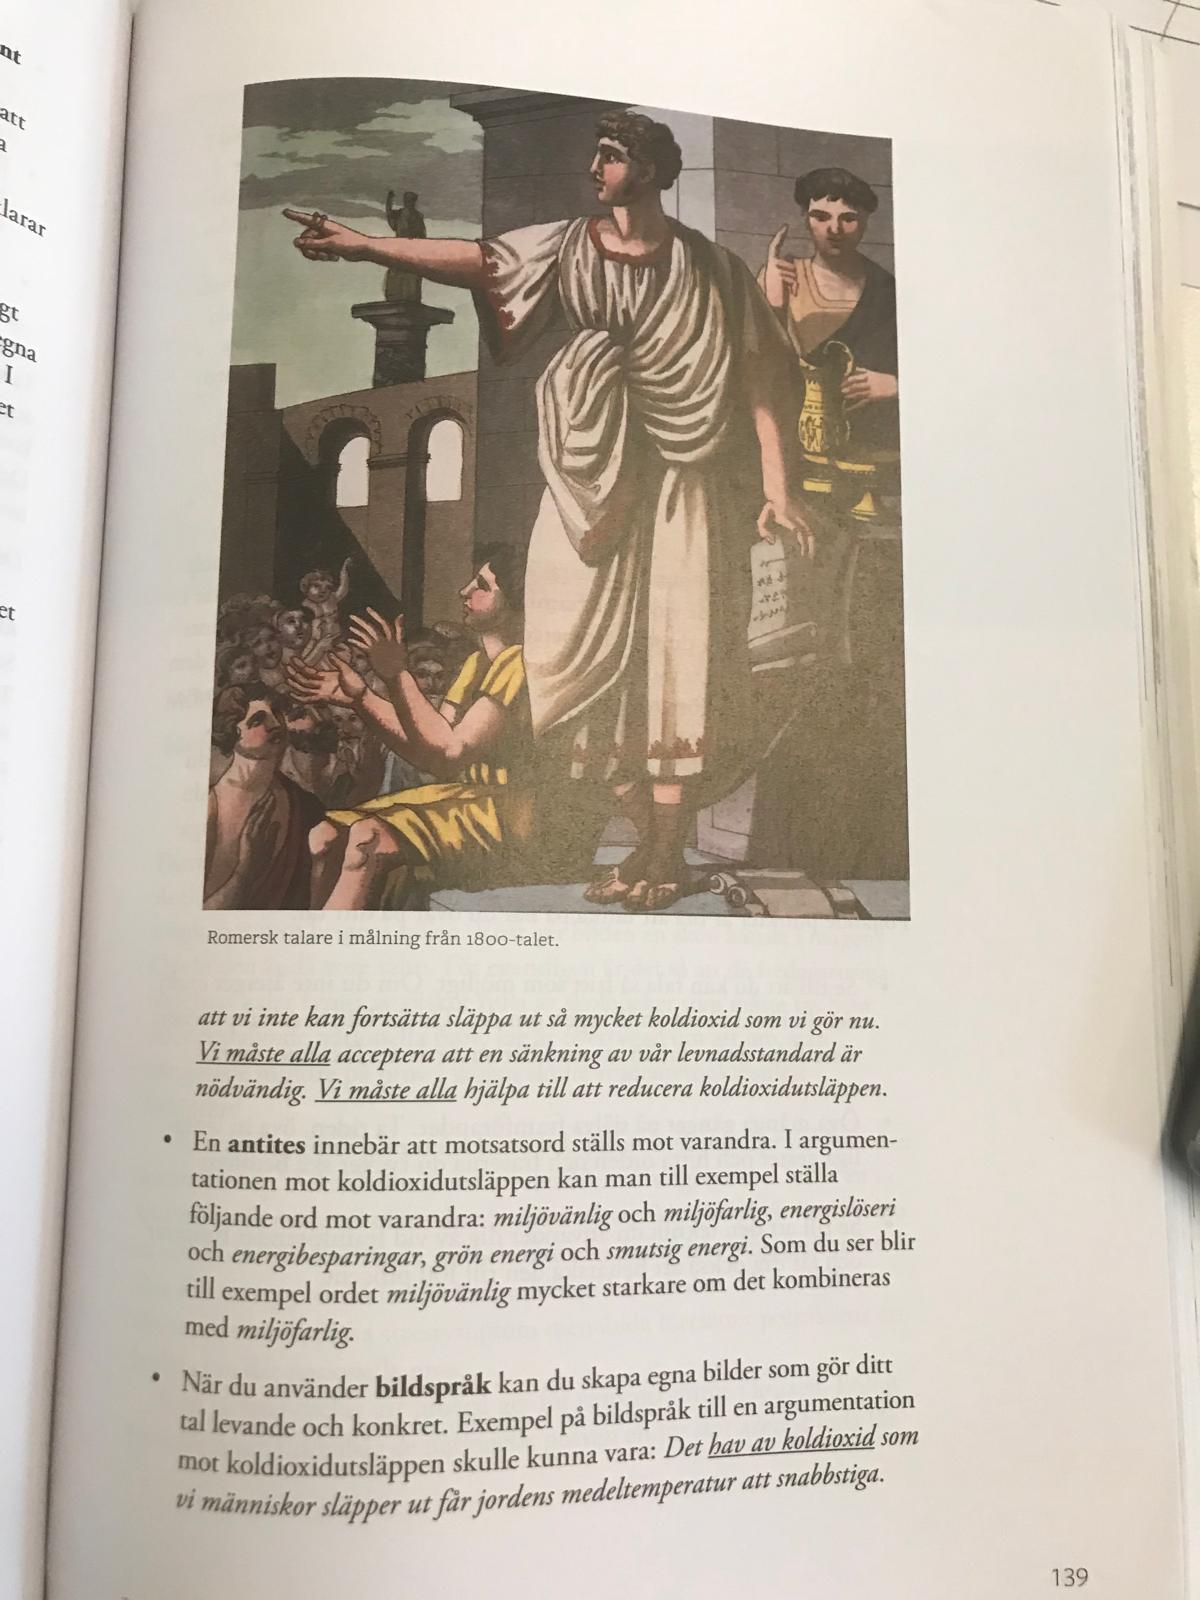 nt
att
a
larar
gt
egna
I
et
et
Romersk talare i målning från 1800-talet.
att vi inte kan fortsätta släppa ut så mycket koldioxid som vi gör nu.
Vi måste alla acceptera att en sänkning av vår levnadsstandard är
nödvändig. Vi måste alla hjälpa till att reducera koldioxidutsläppen.
• En antites innebär att motsatsord ställs mot varandra. I argumen-
tationen mot koldioxidutsläppen kan man till exempel ställa
följande ord mot varandra: miljövänlig och miljöfarlig, energislöseri
och energibesparingar, grön energi och smutsig energi. Som du ser blir
till exempel ordet miljövänlig mycket starkare om det kombineras
med miljöfarlig.
• När du använder bildspråk kan du skapa egna bilder som gör ditt
tal levande och konkret. Exempel på bildspråk till en argumentation
mot koldioxidutsläppen skulle kunna vara: Det hav av koldioxid som
vi människor släpper ut får jordens medeltemperatur att snabbstiga.
139